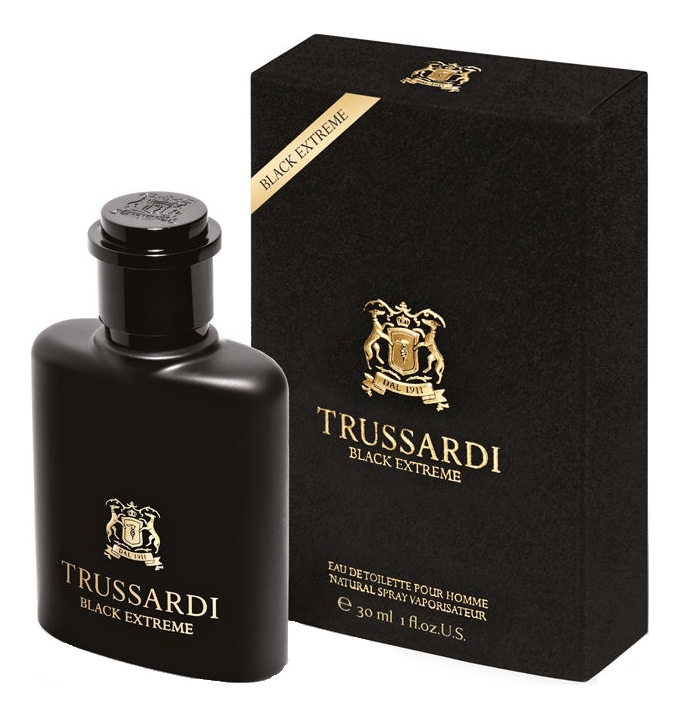 BLACK EXTREME
DAL 1911
TRUSSARDI
BLACK EXTREME
EAU DE TOILETTE POUR HOMME
NATURAL SPRAY VAPORISATEUR
℮ 30 ml 1 fl.oz.U.S.
DAL 1911
TRUSSARDI
BLACK EXTREME